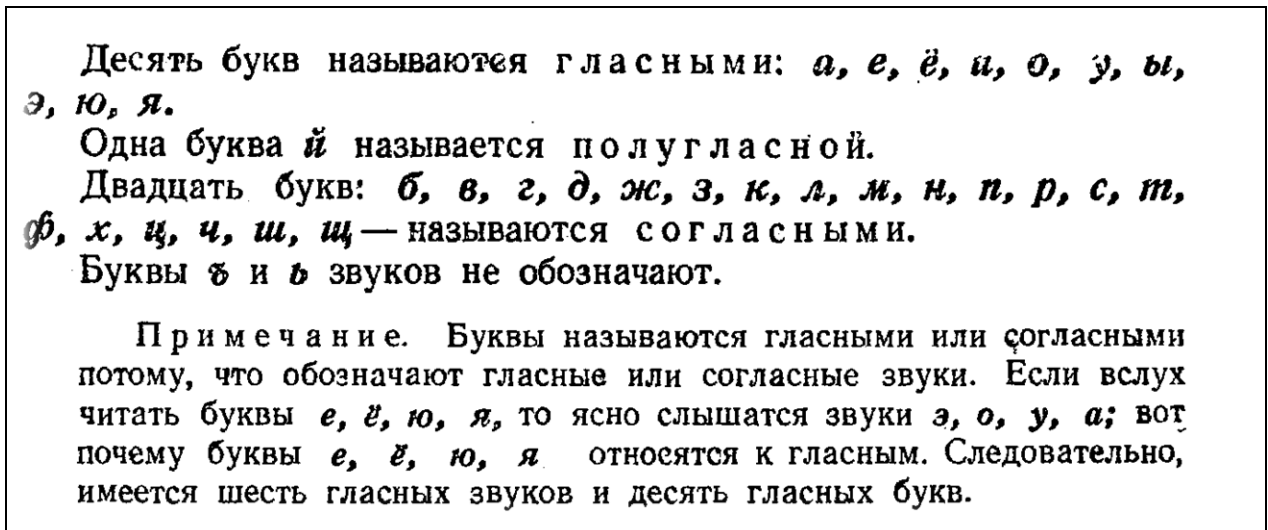 Десять букв называются гласными: а, е, ё, и, о, у, ы,
э, ю, я.
Одна буква й называется полугласной.
Двадцать букв: б, в, г, д, ж, з, к, л, м, н, п, р, с, т,
ф, х, ц, ч, ш, щ — называются согласными.
Буквы ъ и ь звуков не обозначают.
Примечание. Буквы называются гласными или согласными
потому, что обозначают гласные или согласные звуки. Если вслух
читать буквы е, ё, ю, я, то ясно слышатся звуки э, о, у, а; вот
почему буквы е, ё, ю, я относятся к гласным. Следовательно,
имеется шесть гласных звуков и десять гласных букв.